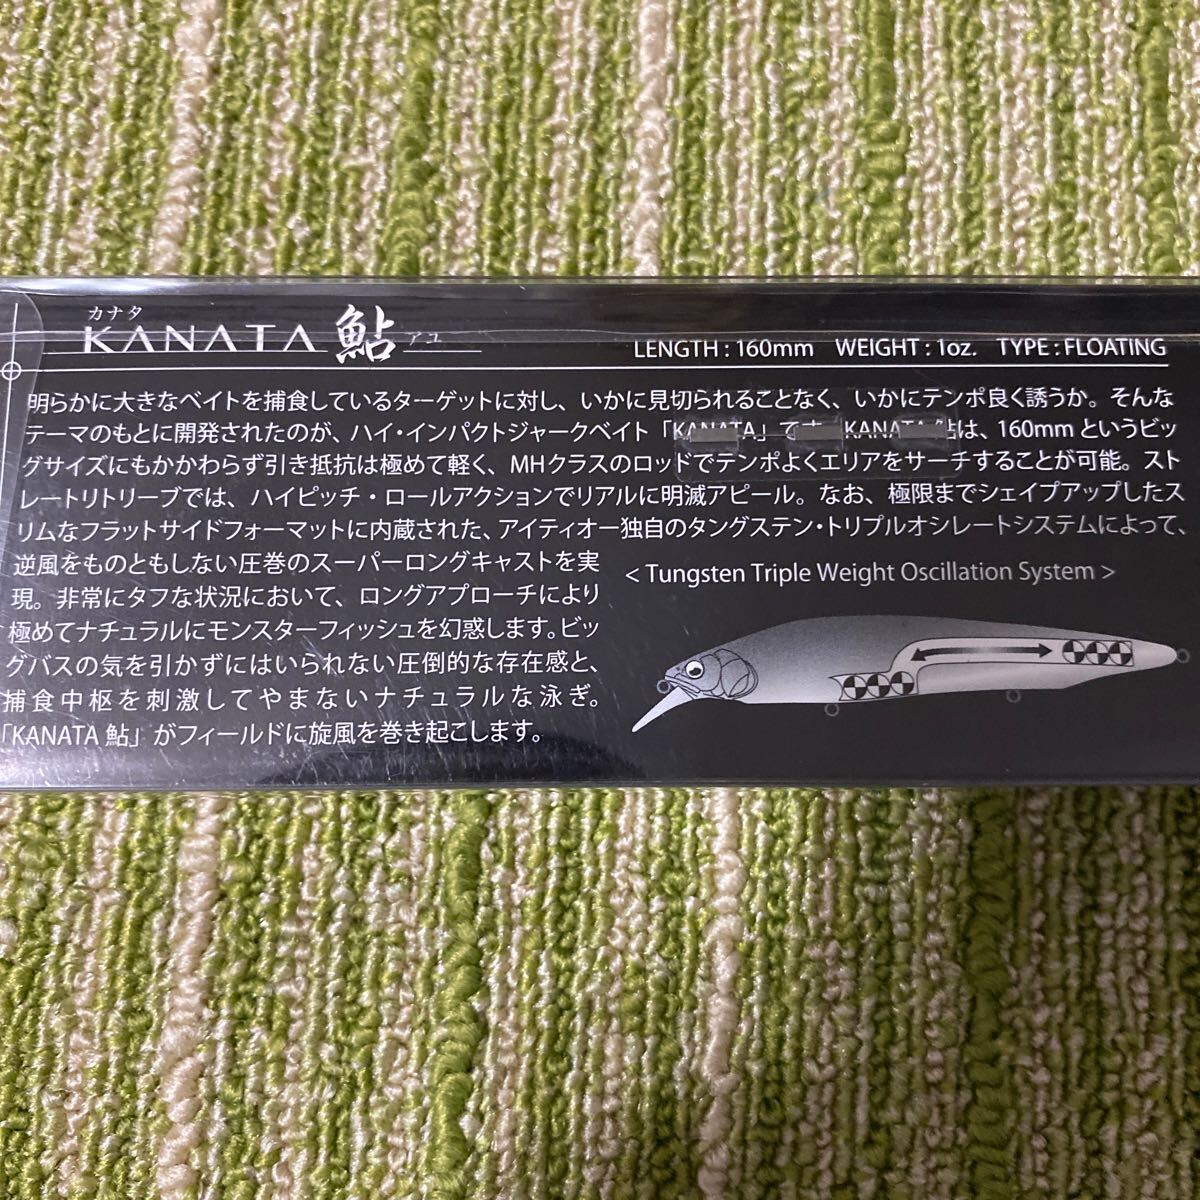 カナタ
KANATA 鮎 アユ
LENGTH : 160mm WEIGHT : 1oz. TYPE : FLOATING
明らかに大きなベイトを捕食しているターゲットに対し、いかに見切られることなく、いかにテンポ良く誘うか。そんな
テーマのもとに開発されたのが、ハイ・インパクトジャークベイト「KANATA」です。KANATA 鮎は、160mm というビッ
グサイズにもかかわらず引き抵抗は極めて軽く、MHクラスのロッドでテンポよくエリアをサーチすることが可能。スト
レートリトリーブでは、ハイピッチ・ロールアクションでリアルに明滅アピール。なお、極限までシェイプアップしたス
リムなフラットサイドフォーマットに内蔵された、アイティオー独自のタングステン・トリプルオシレートシステムによって、
逆風をものともしない圧巻のスーパーロングキャストを実
現。非常にタフな状況において、ロングアプローチにより
極めてナチュラルにモンスターフィッシュを幻惑します。ビッ
グバスの気を引かずにはいられない圧倒的な存在感と、
捕食中枢を刺激してやまないナチュラルな泳ぎ。
「KANATA 鮎」がフィールドに旋風を巻き起こします。
< Tungsten Triple Weight Oscillation System >